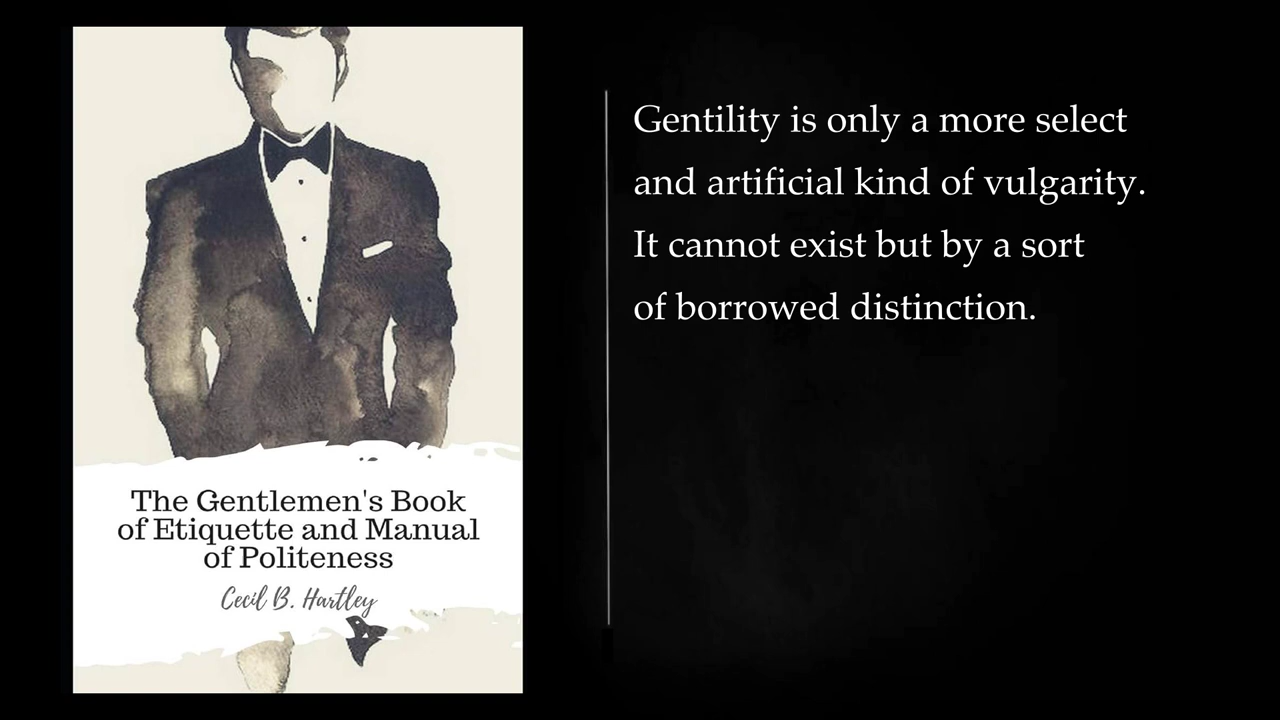 The Gentlemen's Book
of Etiquette and Manual
of Politeness
Cecil B. Hartley
Gentility is only a more select
and artificial kind of vulgarity.
It cannot exist but by a sort
of borrowed distinction.